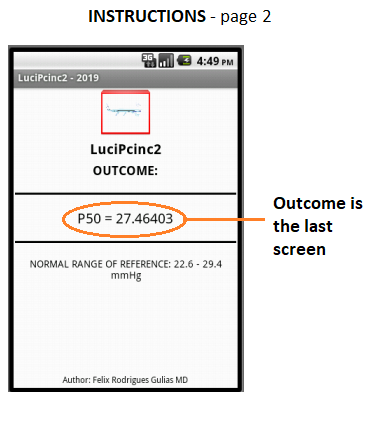 INSTRUCTIONS - page 2
3G
4:49 PM
LuciPcinc2 - 2019
LuciPcinc2
OUTCOME:
P50 = 27.46403
Outcome is
the last
screen
NORMAL RANGE OF REFERENCE: 22.6 - 29.4
mmHg
Author: Felix Rodrigues Gulias MD